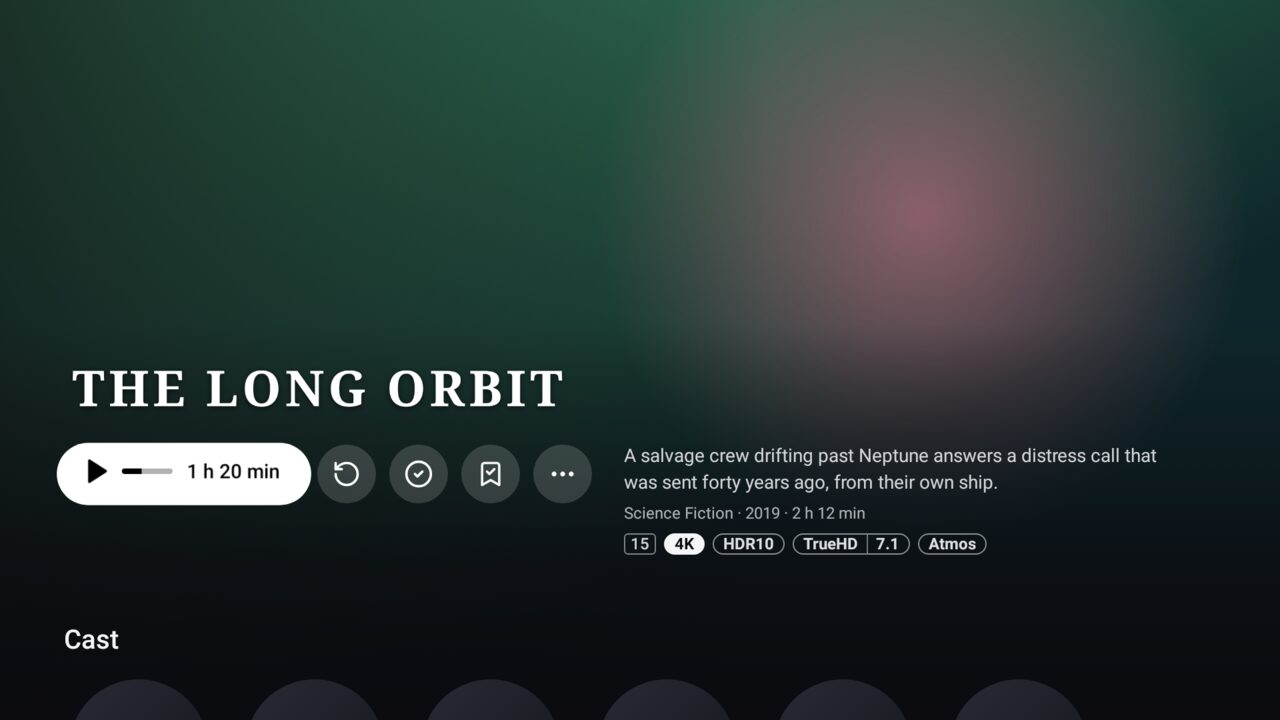 THE LONG ORBIT
1 h 20 min
A salvage crew drifting past Neptune answers a distress call that
was sent forty years ago, from their own ship.
Science Fiction · 2019 · 2 h 12 min
15 4K HDR10 TrueHD 7.1 Atmos
Cast